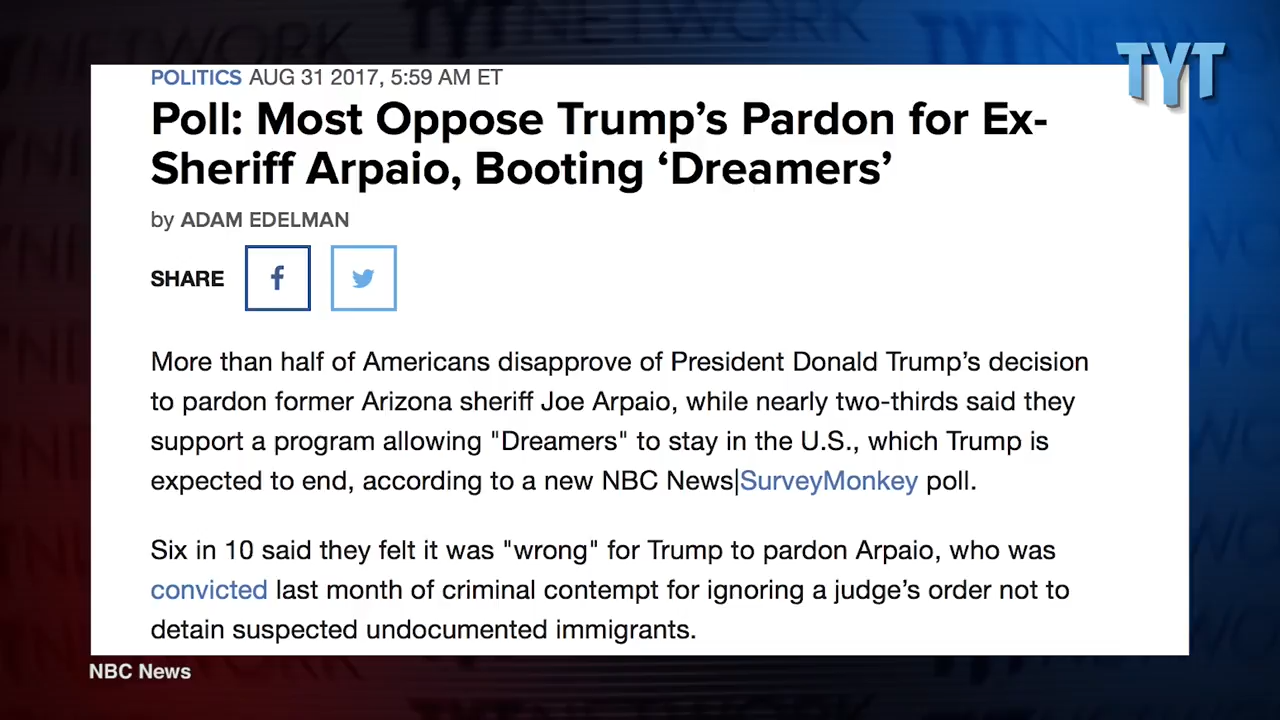 TYT NETWORK
TYT
POLITICS AUG 31 2017, 5:59 AM ET
Poll: Most Oppose Trump’s Pardon for Ex-
Sheriff Arpaio, Booting ‘Dreamers’
by ADAM EDELMAN
SHARE
More than half of Americans disapprove of President Donald Trump’s decision
to pardon former Arizona sheriff Joe Arpaio, while nearly two-thirds said they
support a program allowing "Dreamers" to stay in the U.S., which Trump is
expected to end, according to a new NBC News|SurveyMonkey poll.
Six in 10 said they felt it was "wrong" for Trump to pardon Arpaio, who was
convicted last month of criminal contempt for ignoring a judge’s order not to
detain suspected undocumented immigrants.
NBC News